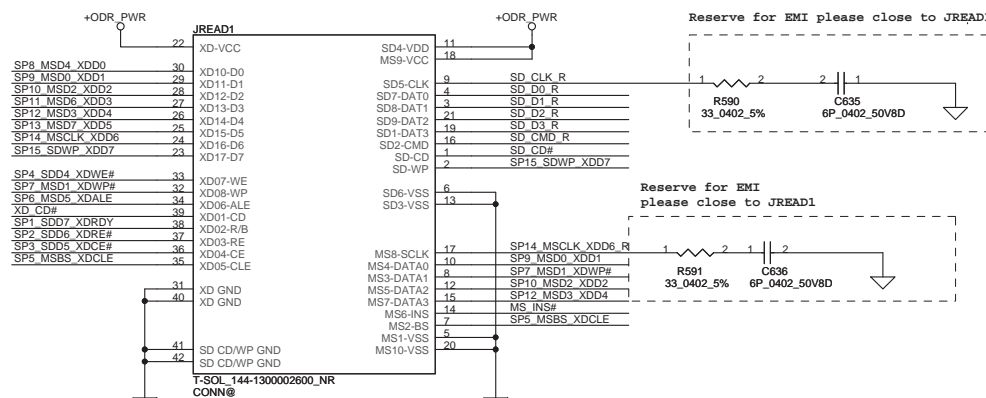 +ODR_PWR
+ODR_PWR
Reserve for EMI please close to JREAD1
JREAD1
22 XD-VCC
SD4-VDD 11
MS9-VCC 18
SP8_MSD4_XDD0 30 XD10-D0
SP9_MSD0_XDD1 29 XD11-D1
SP10_MSD2_XDD2 28 XD12-D2
SP11_MSD6_XDD3 27 XD13-D3
SP12_MSD3_XDD4 26 XD14-D4
SP13_MSD7_XDD5 25 XD15-D5
SP14_MSCLK_XDD6 24 XD16-D6
SP15_SDWP_XDD7 23 XD17-D7
SD5-CLK 9 SD_CLK_R
SD7-DAT0 4 SD_D0_R
SD8-DAT1 3 SD_D1_R
SD9-DAT2 21 SD_D2_R
SD1-DAT3 19 SD_D3_R
SD2-CMD 16 SD_CMD_R
SD-CD 1 SD_CD#
SD-WP 2 SP15_SDWP_XDD7
1 2
R590
33_0402_5%
2 1
C635
6P_0402_50V8D
SP4_SDD4_XDWE# 33 XD07-WE
SP7_MSD1_XDWP# 32 XD08-WP
SP6_MSD5_XDALE 34 XD06-ALE
XD_CD# 39 XD01-CD
SP1_SDD7_XDRDY 38 XD02-R/B
SP2_SDD6_XDRE# 37 XD03-RE
SP3_SDD5_XDCE# 36 XD04-CE
SP5_MSBS_XDCLE 35 XD05-CLE
SD6-VSS 6
SD3-VSS 13
Reserve for EMI
please close to JREAD1
MS8-SCLK 17 SP14_MSCLK_XDD6_R
MS4-DATA0 10 SP9_MSD0_XDD1
MS3-DATA1 8 SP7_MSD1_XDWP#
MS5-DATA2 12 SP10_MSD2_XDD2
MS7-DATA3 15 SP12_MSD3_XDD4
MS6-INS 14 MS_INS#
MS2-BS 7 SP5_MSBS_XDCLE
MS1-VSS 5
MS10-VSS 20
1 2
R591
33_0402_5%
1 2
C636
6P_0402_50V8D
31 XD GND
40 XD GND
41 SD CD/WP GND
42 SD CD/WP GND
T-SOL_144-1300002600_NR
CONN@